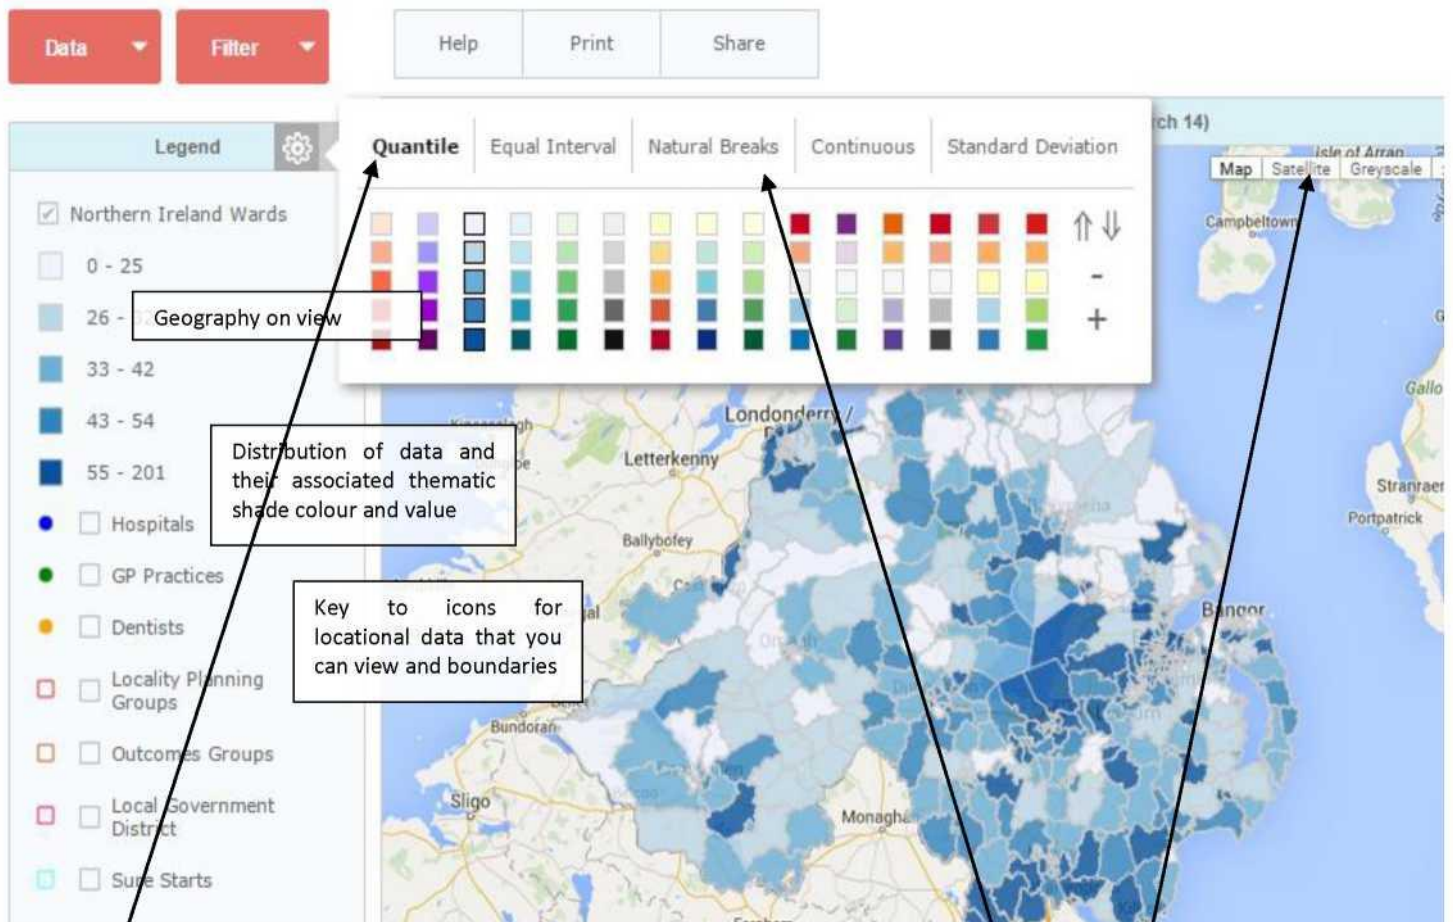 Data
Filter
Help
Print
Share
Legend
Quantile
Equal Interval
Natural Breaks
Continuous
Standard Deviation
rch 14)
Isle of Arran
Map
Satellite
Greyscale
Campbeltown
Northern Ireland Wards
0 - 25
26 -
Geography on view
33 - 42
43 - 54
55 - 201
-
+
Londonderry /
Letterkenny
Distribution of data and
their associated thematic
shade colour and value
Gallo
Stranraer
Portpatrick
Hospitals
GP Practices
Dentists
Ballybofey
Key to icons for
locational data that you
can view and boundaries
Bangor
Locality Planning
Groups
Bundoran
Outcomes Groups
Local Government
District
Sligo
Monagha
Sure Starts